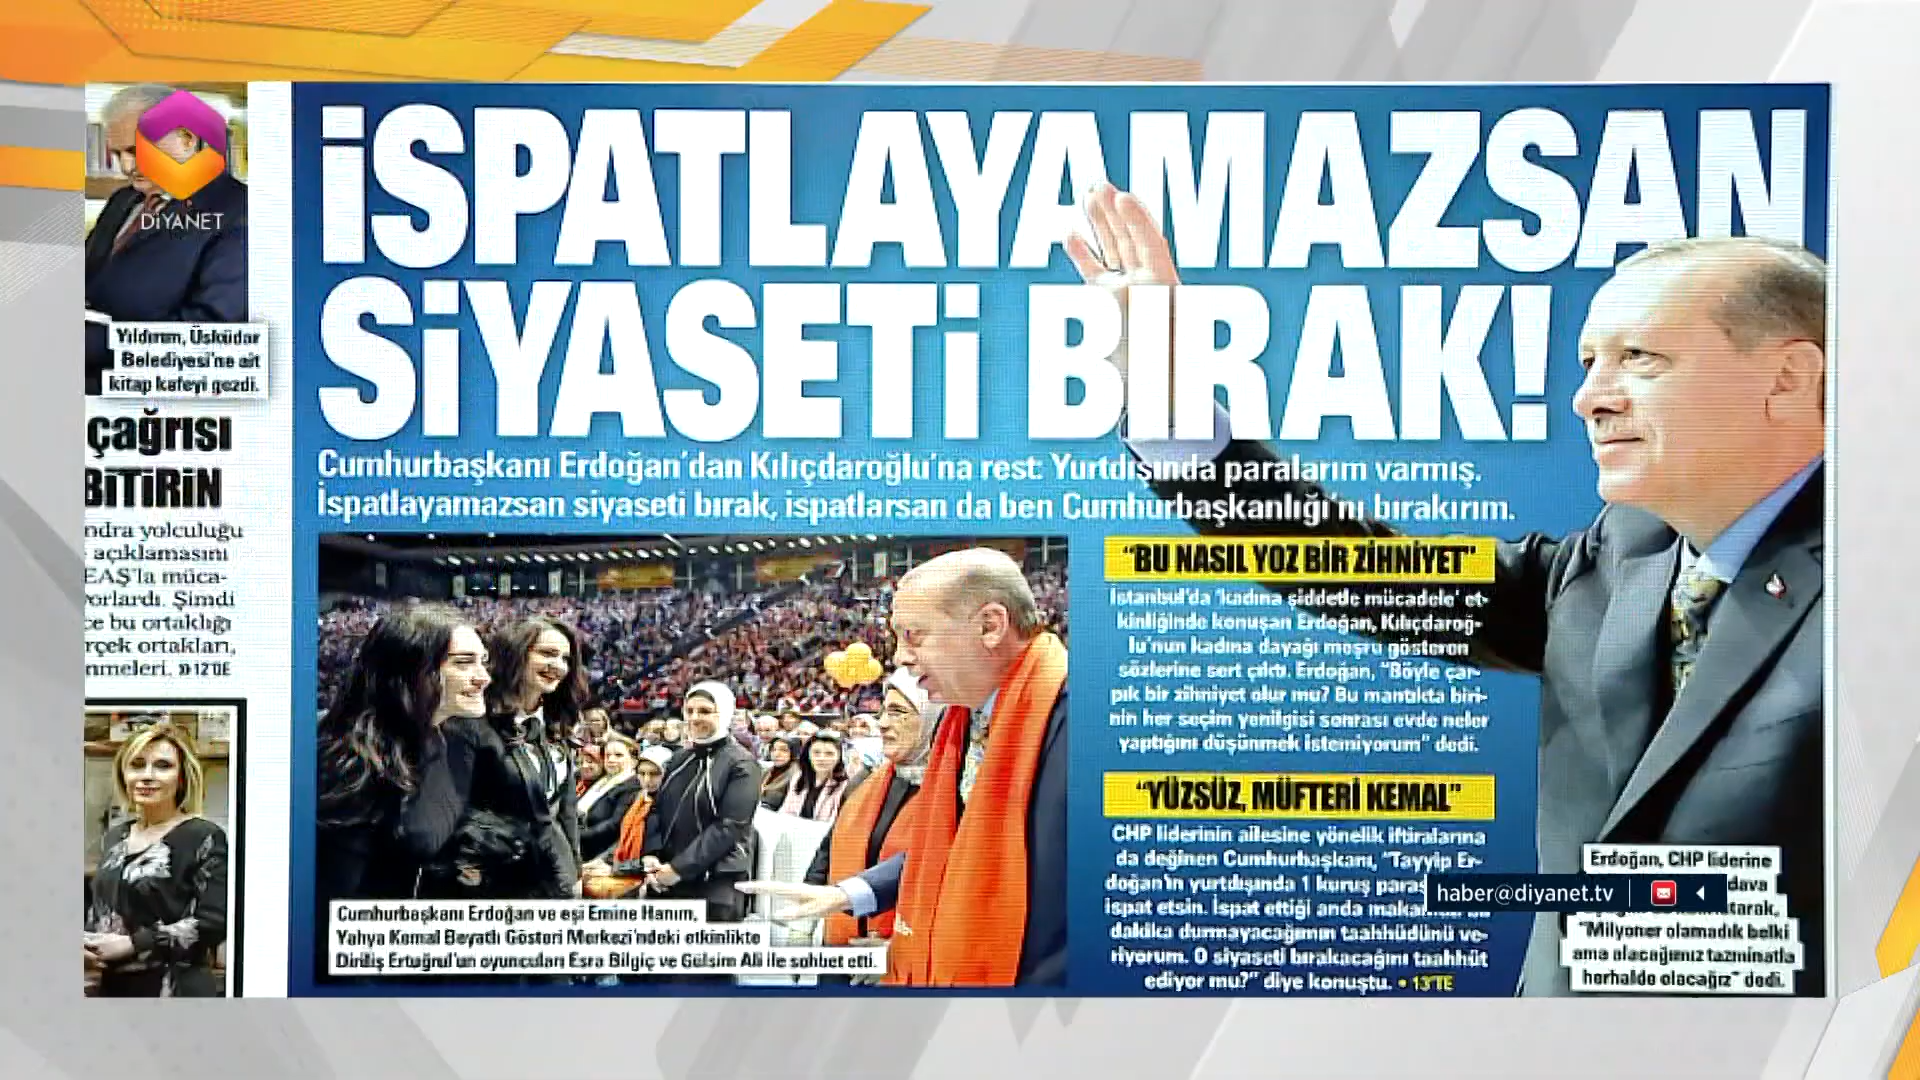 DİYANET
Yıldırım, Üsküdar
Belediyesi'ne ait
kitap kafeyi gezdi.
çağrısı
BİTİRİN
ndra yolculuğu
açıklamasını
EAŞ'la müca-
yorlardı. Şimdi
ce bu ortaklığı
rçek ortakları,
nmeleri. »12'DE
İSPATLAYAMAZSAN
SİYASETİ BIRAK!
Cumhurbaşkanı Erdoğan'dan Kılıçdaroğlu'na rest: Yurtdışında paralarım varmış.
İspatlayamazsan siyaseti bırak, ispatlarsan da ben Cumhurbaşkanlığı'nı bırakırım.
Cumhurbaşkanı Erdoğan ve eşi Emine Hanım,
Yahya Kemal Beyatlı Gösteri Merkezi'ndeki etkinlikte
Diriliş Ertuğrul'un oyuncuları Esra Bilgiç ve Gülsim Ali ile sohbet etti.
"BU NASIL YOZ BİR ZİHNİYET"
İstanbul'da 'kadına şiddetle mücadele' et-
kinliğinde konuşan Erdoğan, Kılıçdaroğ-
lu'nun kadına dayağı meşru gösteren
sözlerine sert çıktı. Erdoğan, "Böyle çar-
pık bir zihniyet olur mu? Bu mantıkta biri-
nin her seçim yenilgisi sonrası evde neler
yaptığını düşünmek istemiyorum" dedi.
"YÜZSÜZ, MÜFTERİ KEMAL"
CHP liderinin ailesine yönelik iftiralarına
da değinen Cumhurbaşkanı, "Tayyip Er-
doğan'ın yurtdışında 1 kuruş paras
ispat etsin. İspat ettiği anda makam
dakika durmayacağımın taahhüdünü ve-
riyorum. O siyaseti bırakacağını taahhüt
ediyor mu?" diye konuştu. • 13'TE
Erdoğan, CHP liderine
dava
tarak,
"Milyoner olamadık belki
ama alacağımız tazminatla
herhalde olacağız" dedi.
haber@diyanet.tv